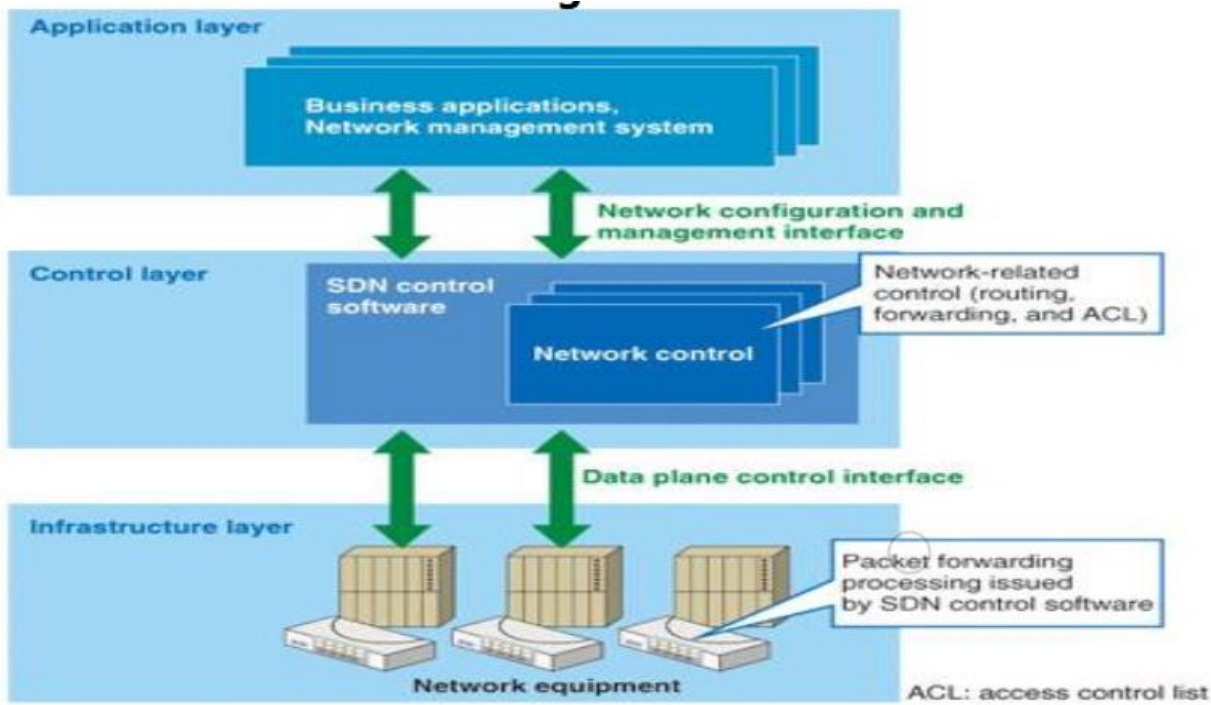 Application layer
Business applications,
Network management system
Network configuration and
management interface
Control layer
SDN control
software
Network control
Network-related
control (routing,
forwarding, and ACL)
Data plane control interface
Infrastructure layer
Packet forwarding
processing issued
by SDN control software
Network equipment
ACL: access control list